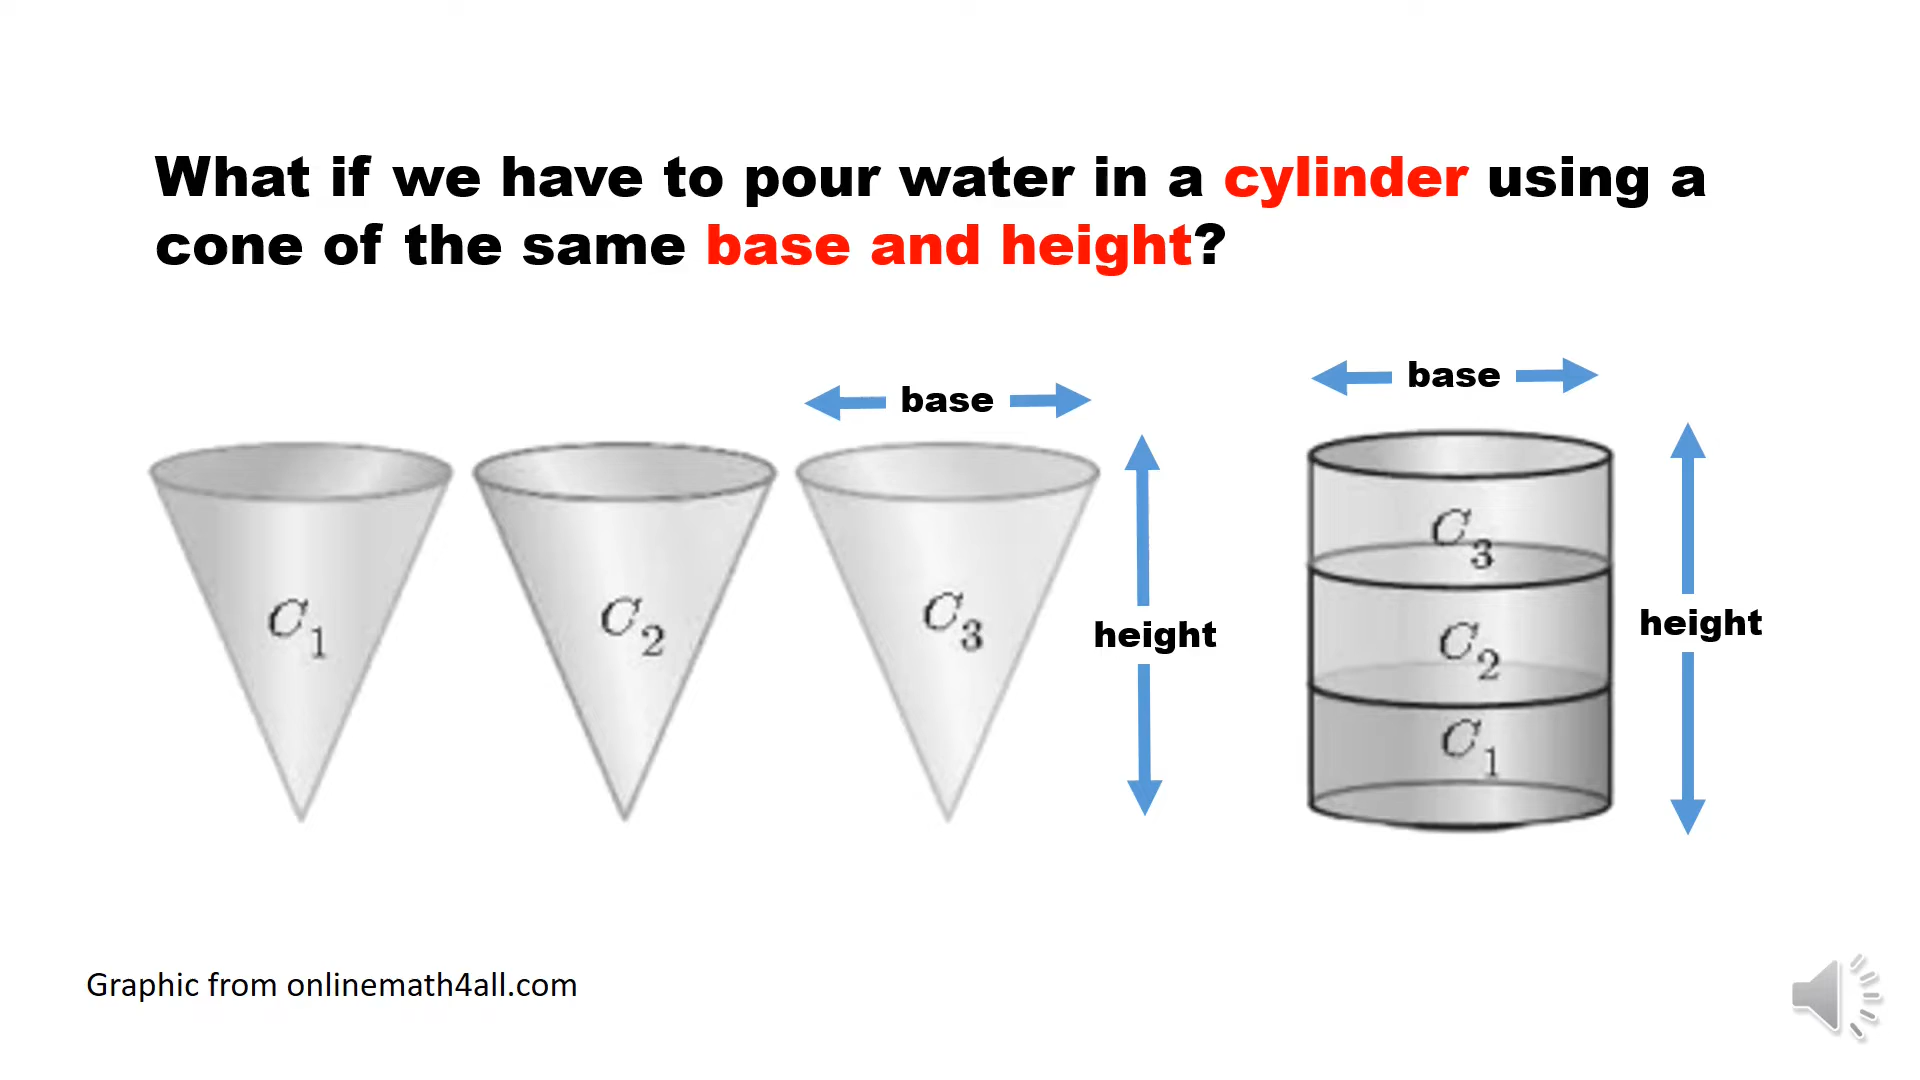 What if we have to pour water in a cylinder using a
cone of the same base and height?
base
base
C₁
C₂
C₃
height
C₃
C₂
C₁
height
Graphic from onlinemath4all.com